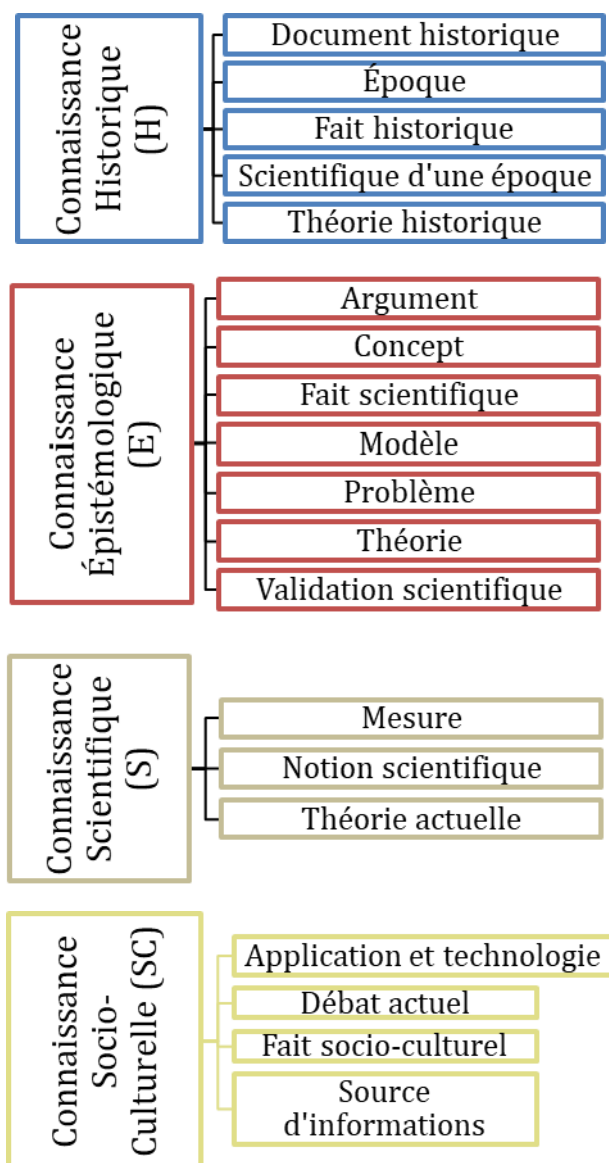 Connaissance
Historique
(H)
Document historique
Époque
Fait historique
Scientifique d'une époque
Théorie historique
Connaissance
Épistémologique
(E)
Argument
Concept
Fait scientifique
Modèle
Problème
Théorie
Validation scientifique
Connaissance
Scientifique
(S)
Mesure
Notion scientifique
Théorie actuelle
Connaissance
Socio-
Culturelle (SC)
Application et technologie
Débat actuel
Fait socio-culturel
Source
d'informations